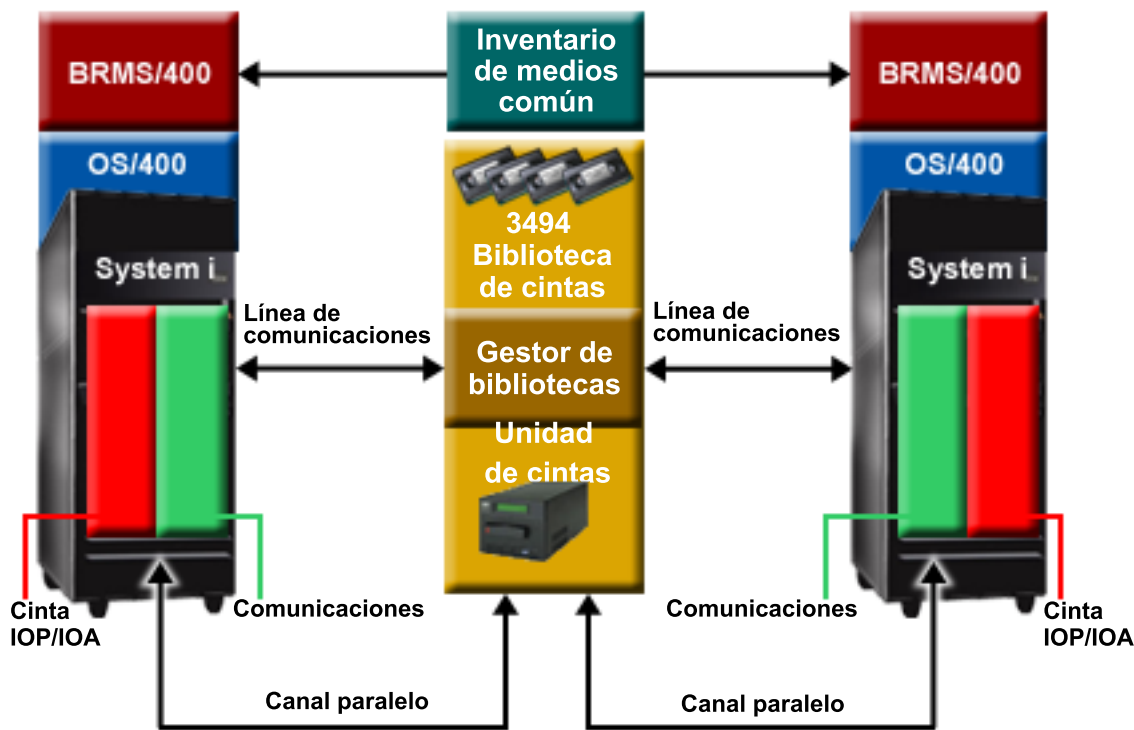 BRMS/400
Inventario
de medios
común
BRMS/400
OS/400
OS/400
3494
Biblioteca
de cintas
System i
System i
Línea de
comunicaciones
Línea de
comunicaciones
Gestor de
bibliotecas
Unidad
de cintas
Cinta
IOP/IOA
Comunicaciones
Comunicaciones
Cinta
IOP/IOA
Canal paralelo
Canal paralelo